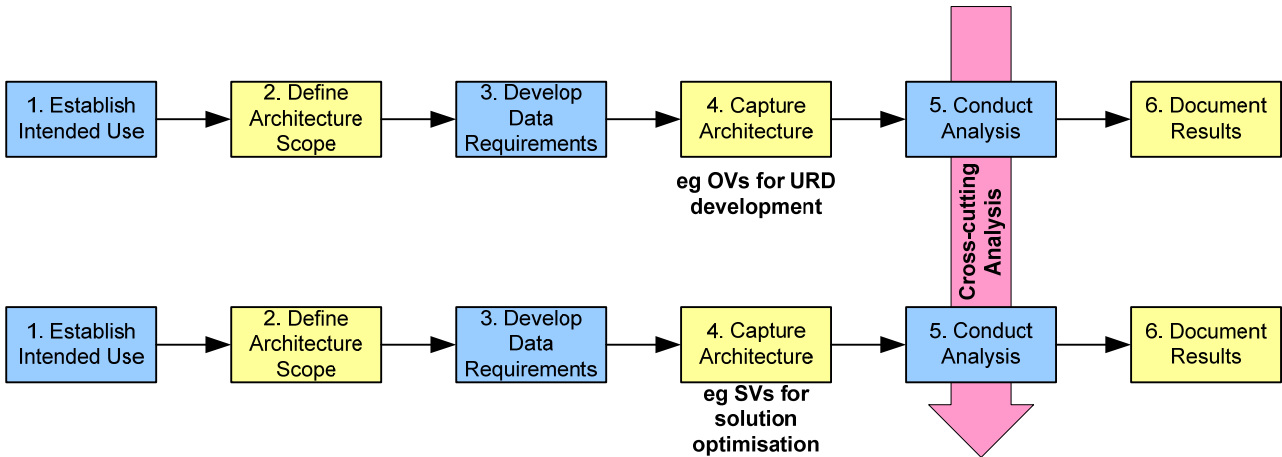 1. Establish
Intended Use
2. Define
Architecture
Scope
3. Develop
Data
Requirements
4. Capture
Architecture
5. Conduct
Analysis
6. Document
Results
eg OVs for URD
development
Cross-cutting
Analysis
1. Establish
Intended Use
2. Define
Architecture
Scope
3. Develop
Data
Requirements
4. Capture
Architecture
5. Conduct
Analysis
6. Document
Results
eg SVs for
solution
optimisation